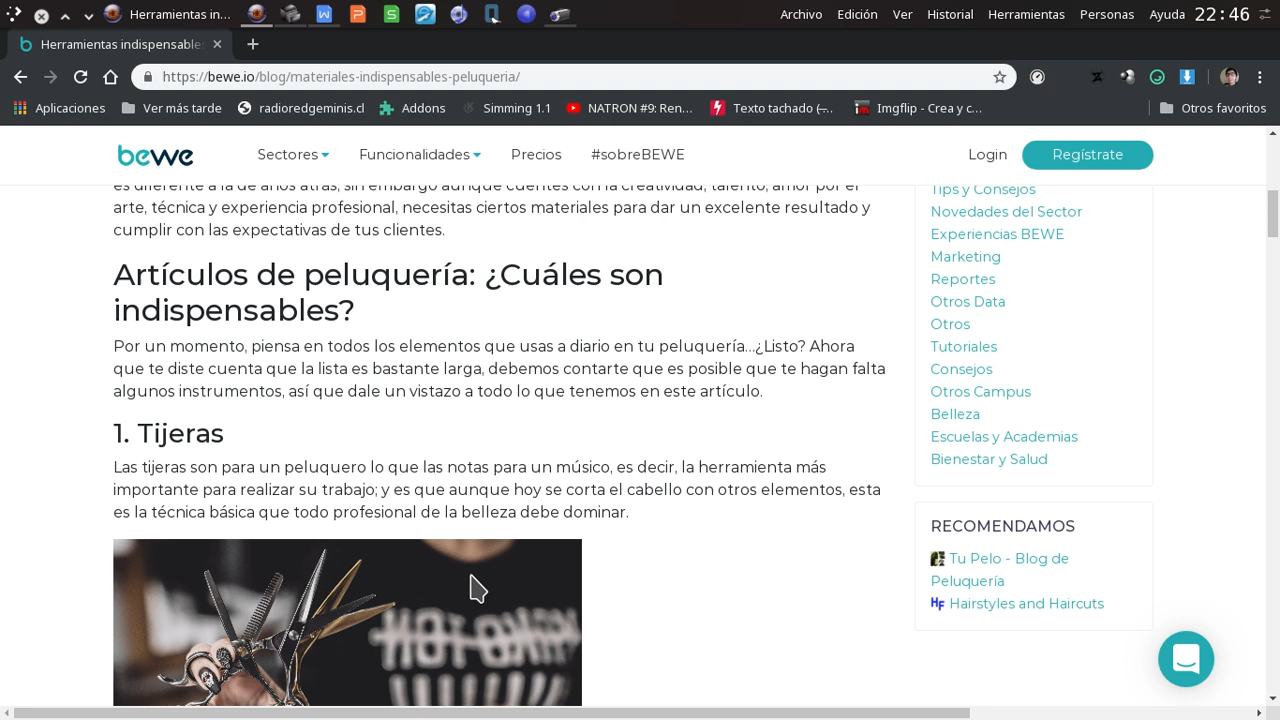 Herramientas in...
Archivo Edición Ver Historial Herramientas Personas Ayuda 22:46
Herramientas indispensables
https://bewe.io/blog/materiales-indispensables-peluqueria/
Aplicaciones Ver más tarde radioredgeminis.cl Addons Simming 1.1 NATRON #9: Ren... Texto tachado (—... Imgflip - Crea y c... Otros favoritos
bewe Sectores Funcionalidades Precios #sobreBEWE Login Regístrate
es diferente a la de años atrás, sin embargo aunque cuentes con la creatividad, talento, amor por el
arte, técnica y experiencia profesional, necesitas ciertos materiales para dar un excelente resultado y
cumplir con las expectativas de tus clientes.
Artículos de peluquería: ¿Cuáles son
indispensables?
Por un momento, piensa en todos los elementos que usas a diario en tu peluquería...¿Listo? Ahora
que te diste cuenta que la lista es bastante larga, debemos contarte que es posible que te hagan falta
algunos instrumentos, así que dale un vistazo a todo lo que tenemos en este artículo.
1. Tijeras
Las tijeras son para un peluquero lo que las notas para un músico, es decir, la herramienta más
importante para realizar su trabajo; y es que aunque hoy se corta el cabello con otros elementos, esta
es la técnica básica que todo profesional de la belleza debe dominar.
Tips y Consejos
Novedades del Sector
Experiencias BEWE
Marketing
Reportes
Otros Data
Otros
Tutoriales
Consejos
Otros Campus
Belleza
Escuelas y Academias
Bienestar y Salud
RECOMENDAMOS
Tu Pelo - Blog de
Peluquería
HF Hairstyles and Haircuts